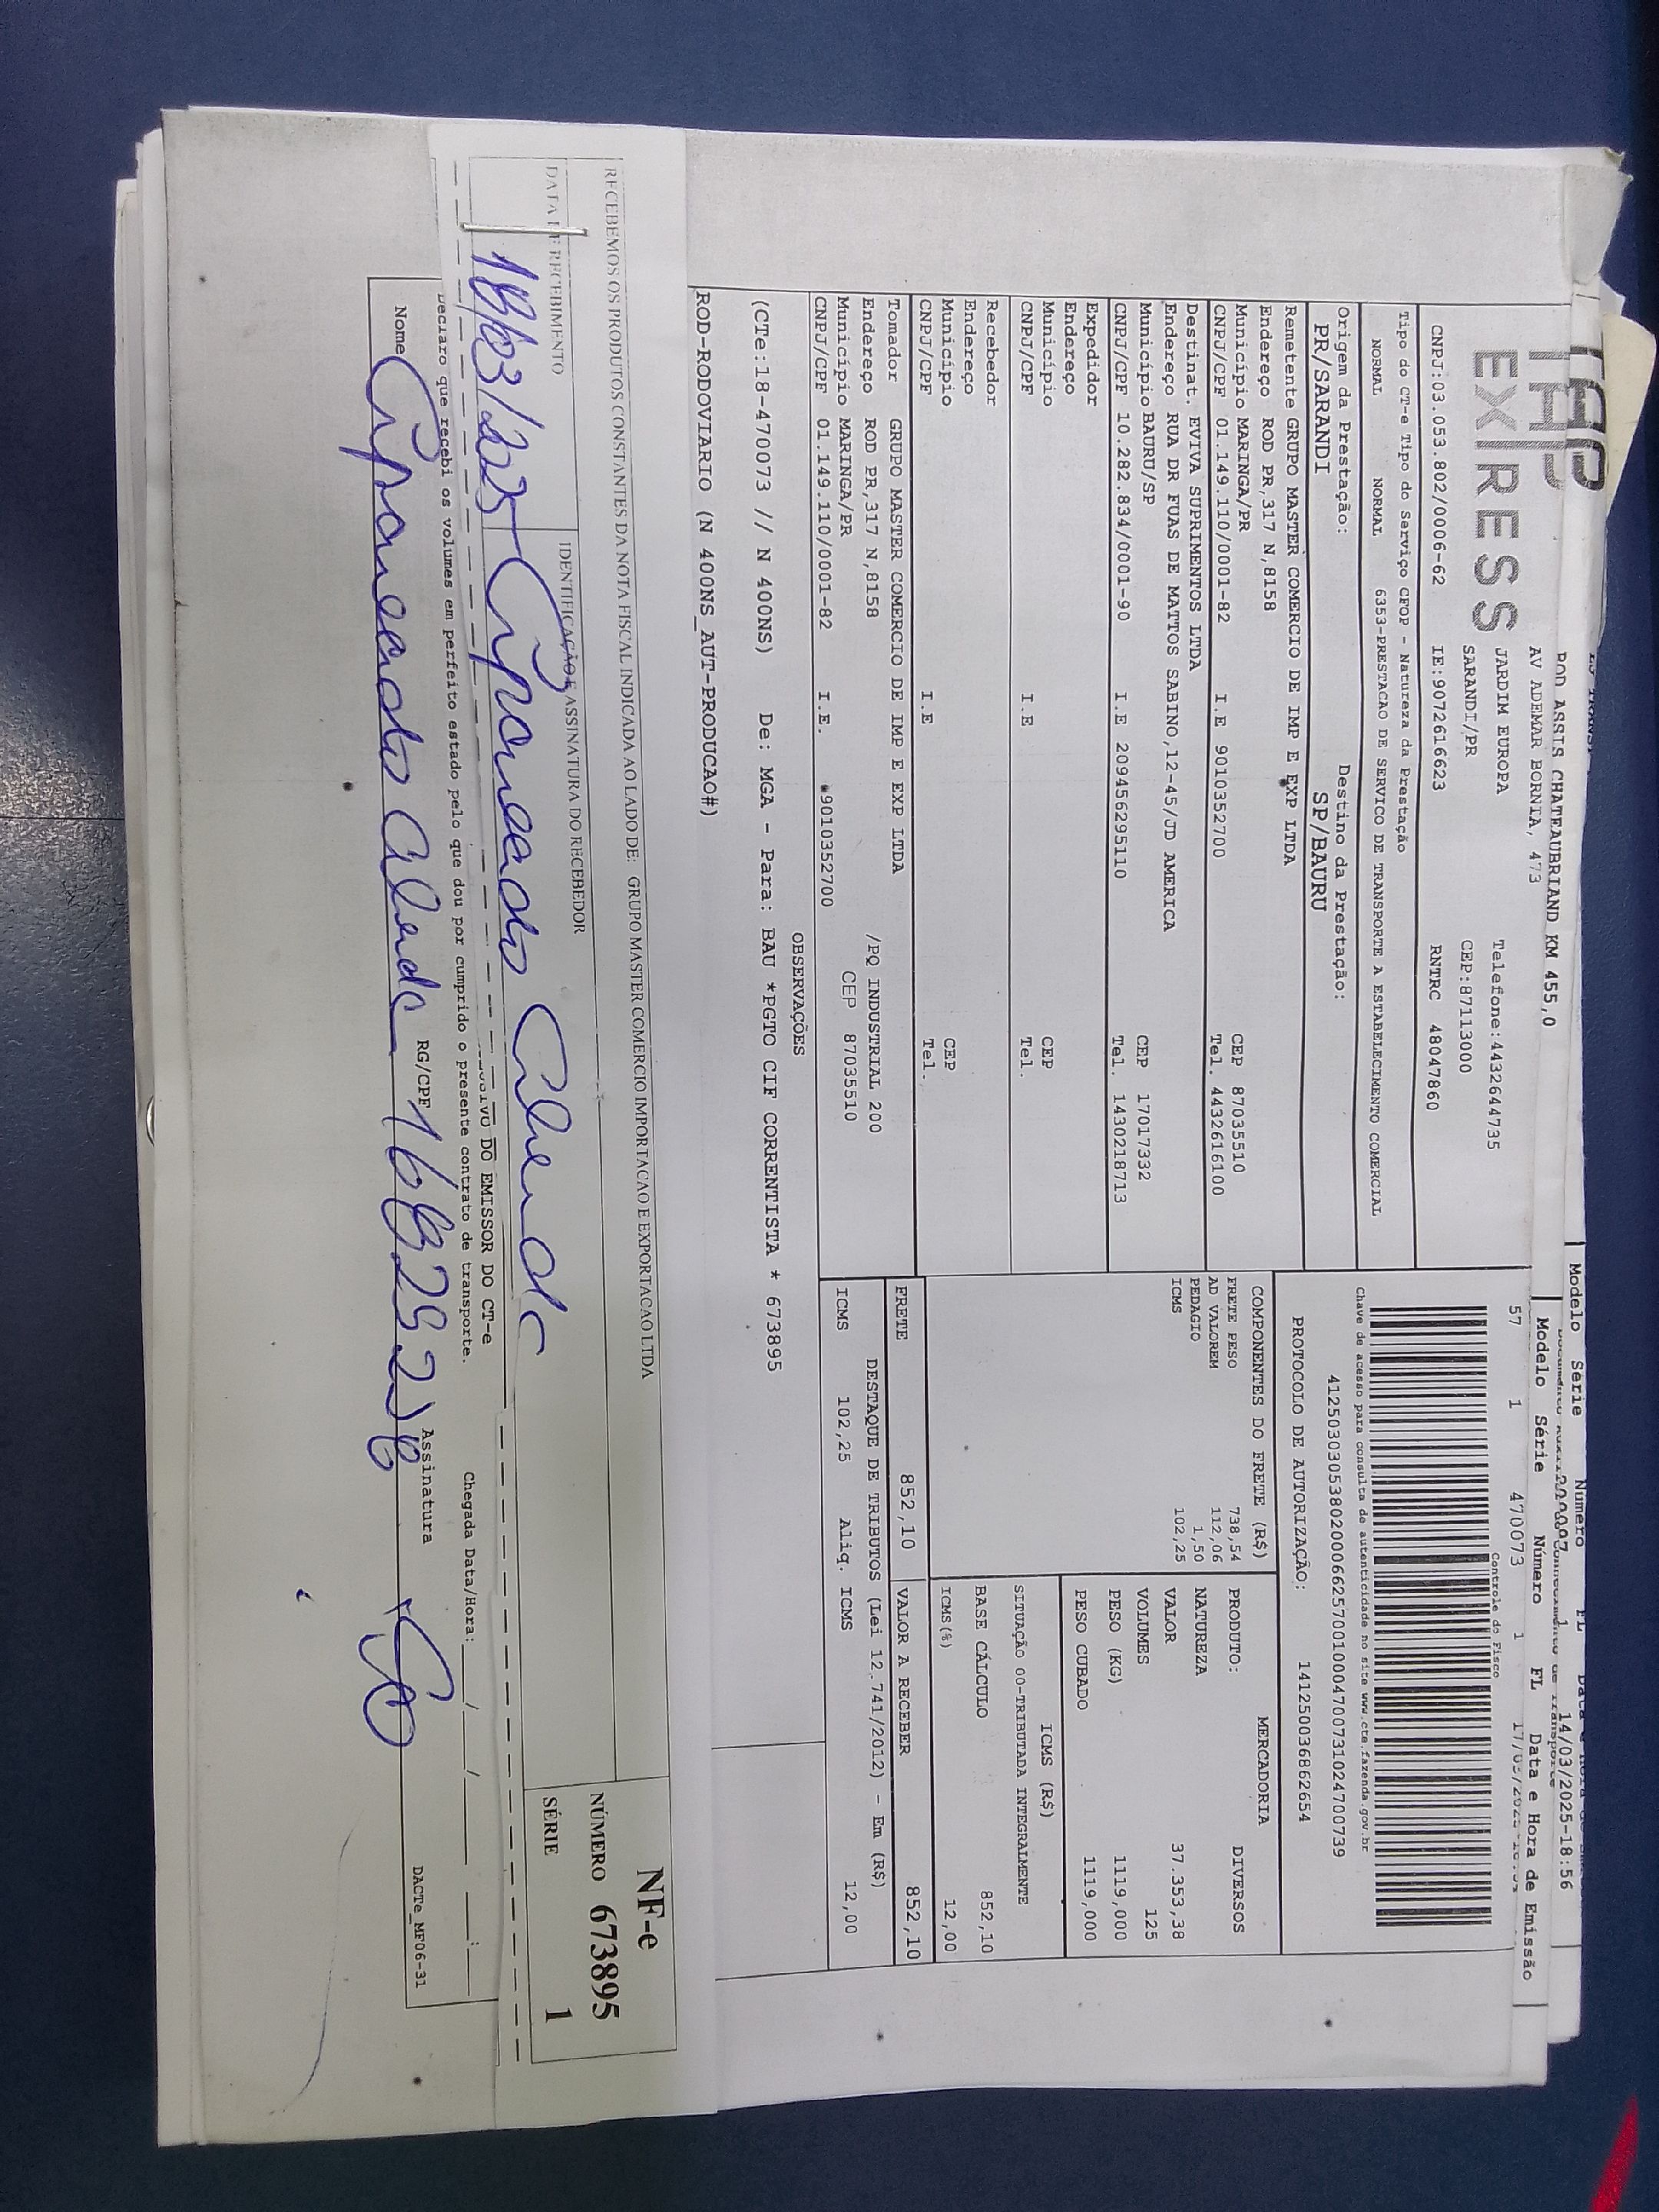 ROD ASSIS CHATEAUBRIAND KM 455,0
Modelo Série Número FL
14/03/2025-18:56
EXPRESS
AV ADEMAR BORNIA, 473
JARDIM EUROPA Telefone:4432644735
SARANDI/PR CEP:87113000
CNPJ:03.053.802/0006-62 IE:9072616623 RNTRC 48047860
Modelo Série Número FL Data e Hora de Emissão
57 1 470073 1
Controle do Fisco
Tipo do CT-e Tipo do Serviço CFOP - Natureza da Prestação
NORMAL NORMAL 6353-PRESTACAO DE SERVICO DE TRANSPORTE A ESTABELECIMENTO COMERCIAL
Chave de acesso para consulta de autenticidade no site www.cte.fazenda.gov.br
Origem da Prestação: Destino da Prestação:
PR/SARANDI SP/BAURU
PROTOCOLO DE AUTORIZAÇÃO: 141250036862654
Remetente GRUPO MASTER COMERCIO DE IMP E EXP LTDA
Endereço ROD PR,317 N,8158
Município MARINGA/PR CEP 87035510
CNPJ/CPF 01.149.110/0001-82 I.E 9010352700 Tel. 4432616100
Destinat. EVIVA SUPRIMENTOS LTDA
Endereço RUA DR FUAS DE MATTOS SABINO,12-45/JD AMERICA
Município BAURU/SP CEP 17017332
CNPJ/CPF 10.282.834/0001-90 I.E 209456295110 Tel. 1430218713
Expedidor
Endereço
Município CEP
CNPJ/CPF I.E Tel.
Recebedor
Endereço
Município CEP
CNPJ/CPF I.E Tel.
Tomador GRUPO MASTER COMERCIO DE IMP E EXP LTDA
Endereço ROD PR,317 N,8158 /PQ INDUSTRIAL 200
Município MARINGA/PR CEP 87035510
CNPJ/CPF 01.149.110/0001-82 I.E. 9010352700
COMPONENTES DO FRETE (R$)
FRETE PESO 738,54
AD VALOREM 112,06
PEDAGIO 1,50
ICMS 102,25
MERCADORIA
PRODUTO: DIVERSOS
NATUREZA
VALOR 37.353,38
VOLUMES 125
PESO (KG) 1119,000
PESO CUBADO 1119,000
ICMS (R$)
SITUAÇÃO 00-TRIBUTADA INTEGRALMENTE
BASE CÁLCULO 852,10
ICMS(%) 12,00
FRETE 852,10 VALOR A RECEBER 852,10
DESTAQUE DE TRIBUTOS (Lei 12.741/2012) - Em (R$)
ICMS 102,25 Aliq. ICMS 12,00
OBSERVAÇÕES
(CTe:18-470073 // N 400NS) De: MGA - Para: BAU *PGTO CIF CORRENTISTA * 673895
ROD-RODOVIARIO (N 400NS_AUT-PRODUCAO#)
RECEBEMOS OS PRODUTOS CONSTANTES DA NOTA FISCAL INDICADA AO LADO DE: GRUPO MASTER COMERCIO IMPORTACAO E EXPORTACAO LTDA
NF-e
NÚMERO 673895
SÉRIE 1
DATA DE RECEBIMENTO IDENTIFICAÇÃO E ASSINATURA DO RECEBEDOR
DO EMISSOR DO CT-e
Declaro que recebi os volumes em perfeito estado pelo que dou por cumprido o presente contrato de transporte.
Chegada Data/Hora: / / :
Nome RG/CPF Assinatura
DACTe_MF06-31